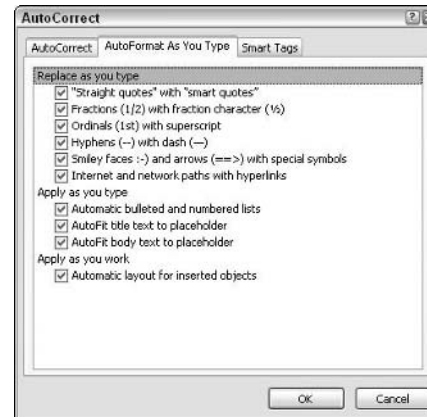 AutoCorrect
AutoCorrect AutoFormat As You Type Smart Tags
Replace as you type
"Straight quotes" with “smart quotes”
Fractions (1/2) with fraction character (½)
Ordinals (1st) with superscript
Hyphens (--) with dash (—)
Smiley faces :-) and arrows (==>) with special symbols
Internet and network paths with hyperlinks
Apply as you type
Automatic bulleted and numbered lists
AutoFit title text to placeholder
AutoFit body text to placeholder
Apply as you work
Automatic layout for inserted objects
OK Cancel